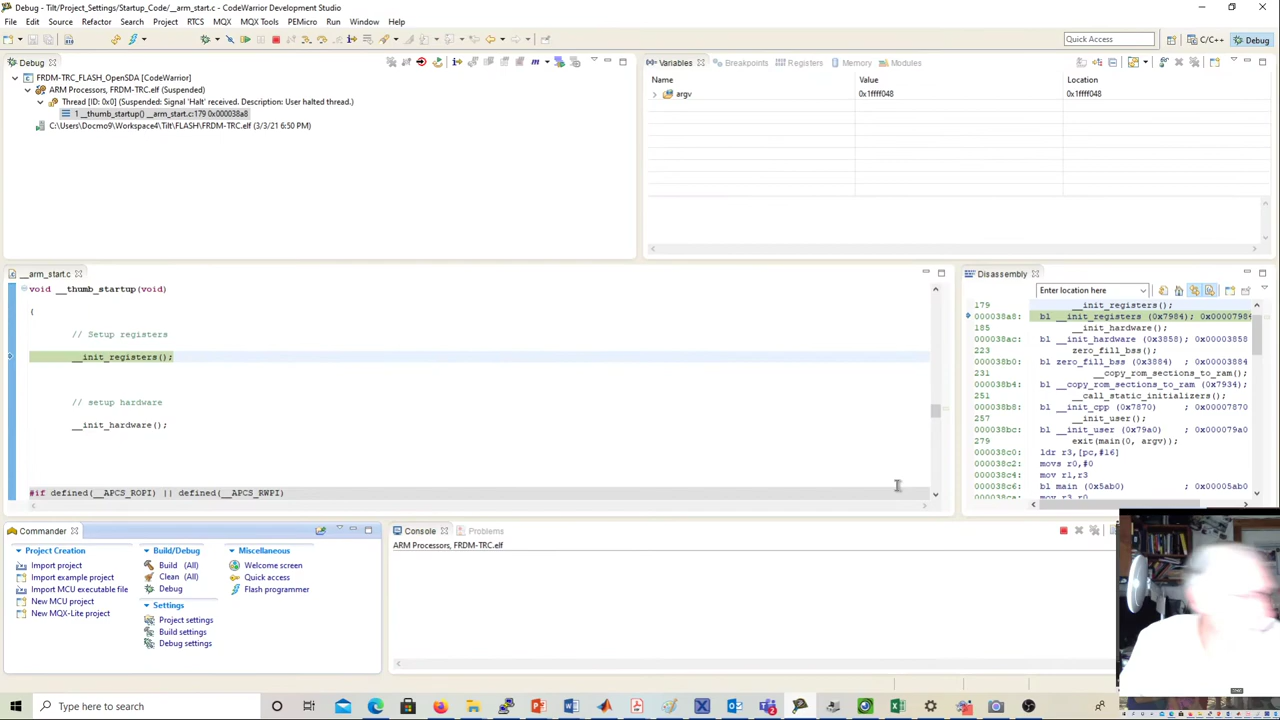 Debug - Tilt/Project_Settings/Startup_Code/__arm_start.c - CodeWarrior Development Studio
File Edit Source Refactor Search Project RTCS MQX MQX Tools PEMicro Run Window Help
Quick Access
C/C++
Debug
Debug
FRDM-TRC_FLASH_OpenSDA [CodeWarrior]
ARM Processors, FRDM-TRC.elf (Suspended)
Thread [ID: 0x0] (Suspended: Signal 'Halt' received. Description: User halted thread.)
1 __thumb_startup() __arm_start.c:179 0x000038a8
C:\Users\Docmo9\Workspace4\Tilt\FLASH\FRDM-TRC.elf (3/3/21 6:50 PM)
Variables Breakpoints Registers Memory Modules
Name Value Location
argv 0x1ffff048 0x1ffff048
__arm_start.c
void __thumb_startup(void)
{
// Setup registers
__init_registers();
// setup hardware
__init_hardware();
#if defined(__APCS_ROPI) || defined(__APCS_RWPI)
Disassembly
Enter location here
179 __init_registers();
000038a8: bl __init_registers (0x7984); 0x0000798
185 __init_hardware();
000038ac: bl __init_hardware (0x3858) ; 0x00003858
223 zero_fill_bss();
000038b0: bl zero_fill_bss (0x3884) ; 0x00003884
231 __copy_rom_sections_to_ram();
000038b4: bl __copy_rom_sections_to_ram (0x7934)
251 __call_static_initializers();
000038b8: bl __init_cpp (0x7870) ; 0x00007870
257 __init_user();
000038bc: bl __init_user (0x79a0) ; 0x000079a0
279 exit(main(0, argv);
000038c0: ldr r3,[pc,#16]
000038c2: movs r0,#0
000038c4: mov r1,r3
000038c6: bl main (0x5ab0) ; 0x00005ab0
mov r3,r0
Commander
Project Creation
Import project
Import example project
Import MCU executable file
New MCU project
New MQX-Lite project
Build/Debug
Build (All)
Clean (All)
Debug
Settings
Project settings
Build settings
Debug settings
Miscellaneous
Welcome screen
Quick access
Flash programmer
Console Problems
ARM Processors, FRDM-TRC.elf
Type here to search